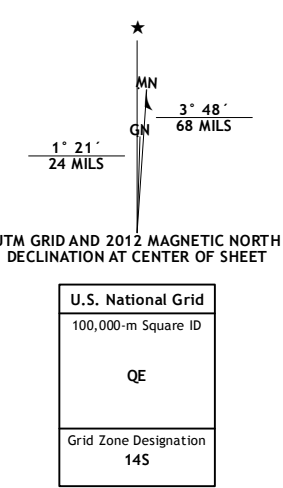 ★
MN
GN
3° 48´
68 MILS
1° 21´
24 MILS
UTM GRID AND 2012 MAGNETIC NORTH
DECLINATION AT CENTER OF SHEET
U.S. National Grid
100,000-m Square ID
QE
Grid Zone Designation
14S